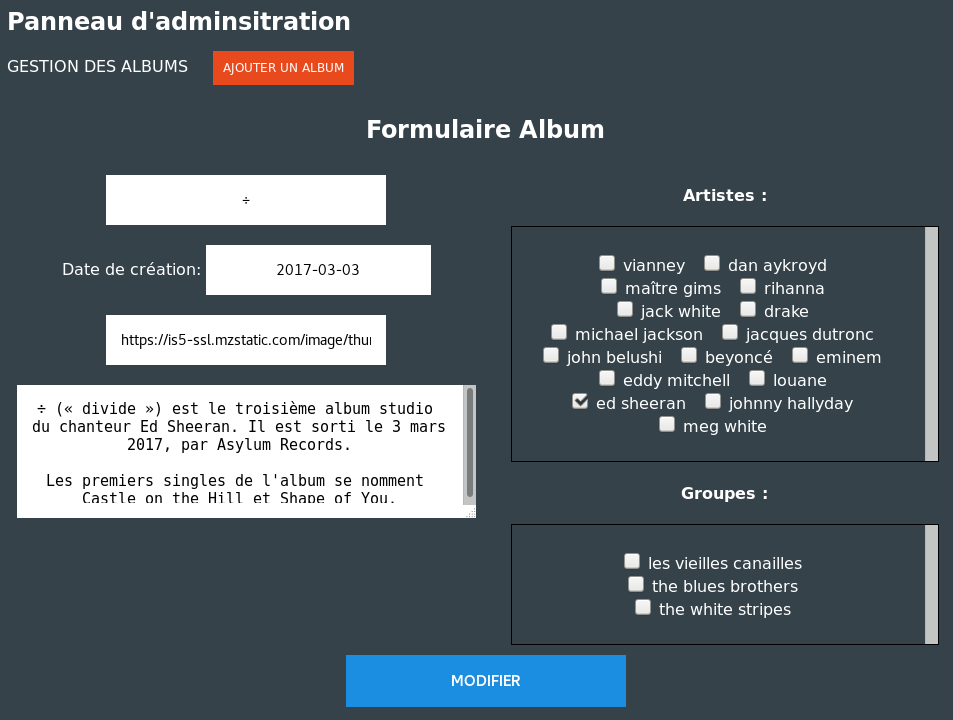 Panneau d'adminsitration
GESTION DES ALBUMS AJOUTER UN ALBUM
Formulaire Album
÷
Date de création: 2017-03-03
https://is5-ssl.mzstatic.com/image/thu
÷ (« divide ») est le troisième album studio
du chanteur Ed Sheeran. Il est sorti le 3 mars
2017, par Asylum Records.
Les premiers singles de l'album se nomment
Castle on the Hill et Shape of You.
Artistes :
vianney dan aykroyd
maître gims rihanna
jack white drake
michael jackson jacques dutronc
john belushi beyoncé eminem
eddy mitchell louane
ed sheeran johnny hallyday
meg white
Groupes :
les vieilles canailles
the blues brothers
the white stripes
MODIFIER